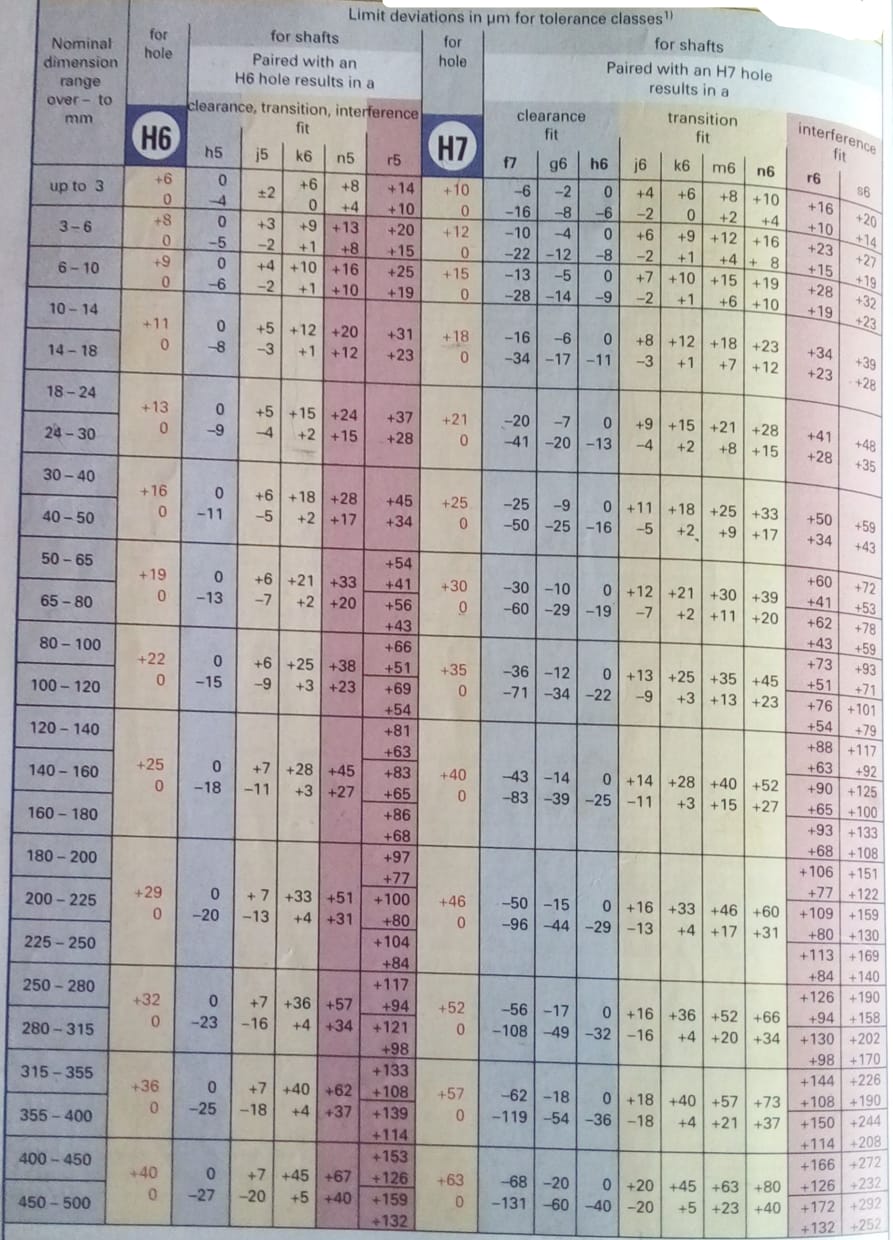 Limit deviations in µm for tolerance classes¹⁾
Nominal dimension range over – to mm
for hole
H6
for shafts
Paired with an H6 hole results in a
clearance, transition, interference fit
h5 j5 k6 n5 r5
for hole
H7
for shafts
Paired with an H7 hole results in a
clearance fit
transition fit
interference fit
f7 g6 h6 j6 k6 m6 n6 r6 s6
up to 3 +6 0 ±2 +6 +8 +14 +10 –6 –2 0 +4 +6 +8 +10 +16 +20
0 –4 0 +4 +10 0 –16 –8 –6 –2 0 +2 +4 +10 +14
3 – 6 +8 0 +3 +9 +13 +20 +12 –10 –4 0 +6 +9 +12 +16 +23 +27
0 –5 –2 +1 +8 +15 0 –22 –12 –8 –2 +1 +4 + 8 +15 +19
6 – 10 +9 0 +4 +10 +16 +25 +15 –13 –5 0 +7 +10 +15 +19 +28 +32
0 –6 –2 +1 +10 +19 0 –28 –14 –9 –2 +1 +6 +10 +19 +23
10 – 14
+11 0 +5 +12 +20 +31 +18 –16 –6 0 +8 +12 +18 +23 +34 +39
14 – 18 0 –8 –3 +1 +12 +23 0 –34 –17 –11 –3 +1 +7 +12 +23 +28
18 – 24
+13 0 +5 +15 +24 +37 +21 –20 –7 0 +9 +15 +21 +28 +41 +48
24 – 30 0 –9 –4 +2 +15 +28 0 –41 –20 –13 –4 +2 +8 +15 +28 +35
30 – 40
+16 0 +6 +18 +28 +45 +25 –25 –9 0 +11 +18 +25 +33 +50 +59
40 – 50 0 –11 –5 +2 +17 +34 0 –50 –25 –16 –5 +2 +9 +17 +34 +43
50 – 65 +54 +60 +72
+19 0 +6 +21 +33 +41 +30 –30 –10 0 +12 +21 +30 +39 +41 +53
65 – 80 0 –13 –7 +2 +20 +56 0 –60 –29 –19 –7 +2 +11 +20 +62 +78
+43 +43 +59
80 – 100 +66 +73 +93
+22 0 +6 +25 +38 +51 +35 –36 –12 0 +13 +25 +35 +45 +51 +71
100 – 120 0 –15 –9 +3 +23 +69 0 –71 –34 –22 –9 +3 +13 +23 +76 +101
+54 +54 +79
120 – 140 +81 +88 +117
+63 +63 +92
140 – 160 +25 0 +7 +28 +45 +83 +40 –43 –14 0 +14 +28 +40 +52 +90 +125
0 –18 –11 +3 +27 +65 0 –83 –39 –25 –11 +3 +15 +27 +65 +100
160 – 180 +86 +93 +133
+68 +68 +108
180 – 200 +97 +106 +151
+77 +77 +122
200 – 225 +29 0 + 7 +33 +51 +100 +46 –50 –15 0 +16 +33 +46 +60 +109 +159
0 –20 –13 +4 +31 +80 0 –96 –44 –29 –13 +4 +17 +31 +80 +130
225 – 250 +104 +113 +169
+84 +84 +140
250 – 280 +117 +126 +190
+32 0 +7 +36 +57 +94 +52 –56 –17 0 +16 +36 +52 +66 +94 +158
280 – 315 0 –23 –16 +4 +34 +121 0 –108 –49 –32 –16 +4 +20 +34 +130 +202
+98 +98 +170
315 – 355 +133 +144 +226
+36 0 +7 +40 +62 +108 +57 –62 –18 0 +18 +40 +57 +73 +108 +190
355 – 400 0 –25 –18 +4 +37 +139 0 –119 –54 –36 –18 +4 +21 +37 +150 +244
+114 +114 +208
400 – 450 +153 +166 +272
+40 0 +7 +45 +67 +126 +63 –68 –20 0 +20 +45 +63 +80 +126 +232
450 – 500 0 –27 –20 +5 +40 +159 0 –131 –60 –40 –20 +5 +23 +40 +172 +292
+132 +132 +252